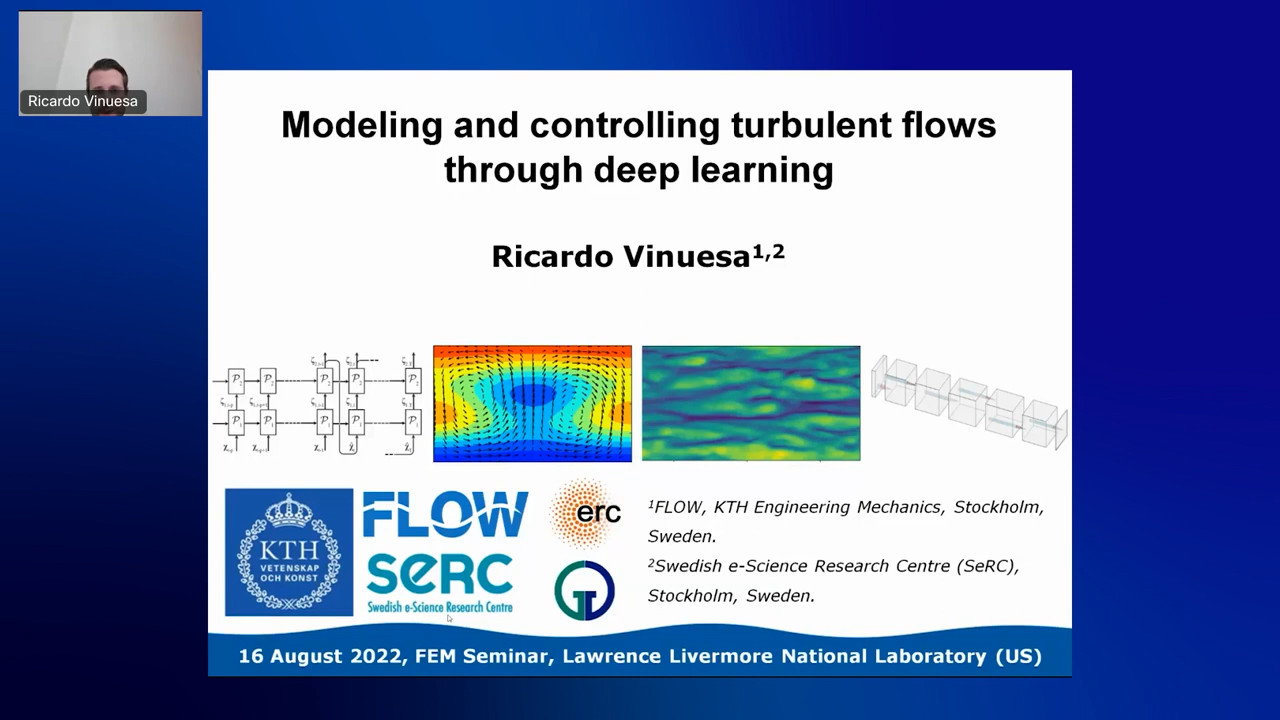 Ricardo Vinuesa
Modeling and controlling turbulent flows
through deep learning
Ricardo Vinuesa1,2
FLOW
SeRC
Swedish e-Science Research Centre
erc
KTH
VETENSKAP
OCH KONST
1FLOW, KTH Engineering Mechanics, Stockholm,
Sweden.
2Swedish e-Science Research Centre (SeRC),
Stockholm, Sweden.
16 August 2022, FEM Seminar, Lawrence Livermore National Laboratory (US)